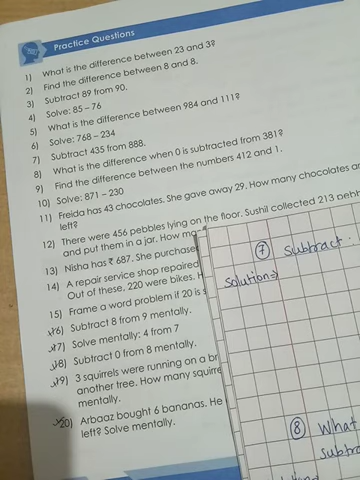 Practice Questions
1) What is the difference between 23 and 3?
2) Find the difference between 8 and 8.
3) Subtract 89 from 90.
4) Solve: 85 – 76
5) What is the difference between 984 and 111?
6) Solve: 768 – 234
7) Subtract 435 from 888.
8) What is the difference when 0 is subtracted from 381?
9) Find the difference between the numbers 412 and 1.
10) Solve: 871 – 230
11) Freida has 43 chocolates. She gave away 29. How many chocolates are
left?
12) There were 456 pebbles lying on the floor. Sushil collected 213
and put them in a jar. How
13) Nisha has ₹ 687. She
14) A repair service shop repaired
Out of these, 220 were bikes.
15) Frame a word problem if 20 is
16) Subtract 8 from 9 mentally.
17) Solve mentally: 4 from 7
18) Subtract 0 from 8 mentally.
19) 3 squirrels were running on a
another tree. How many
mentally.
20) Arbaaz bought 6 bananas. He
left? Solve mentally.
7 Subtract
Solution⇒
8 What